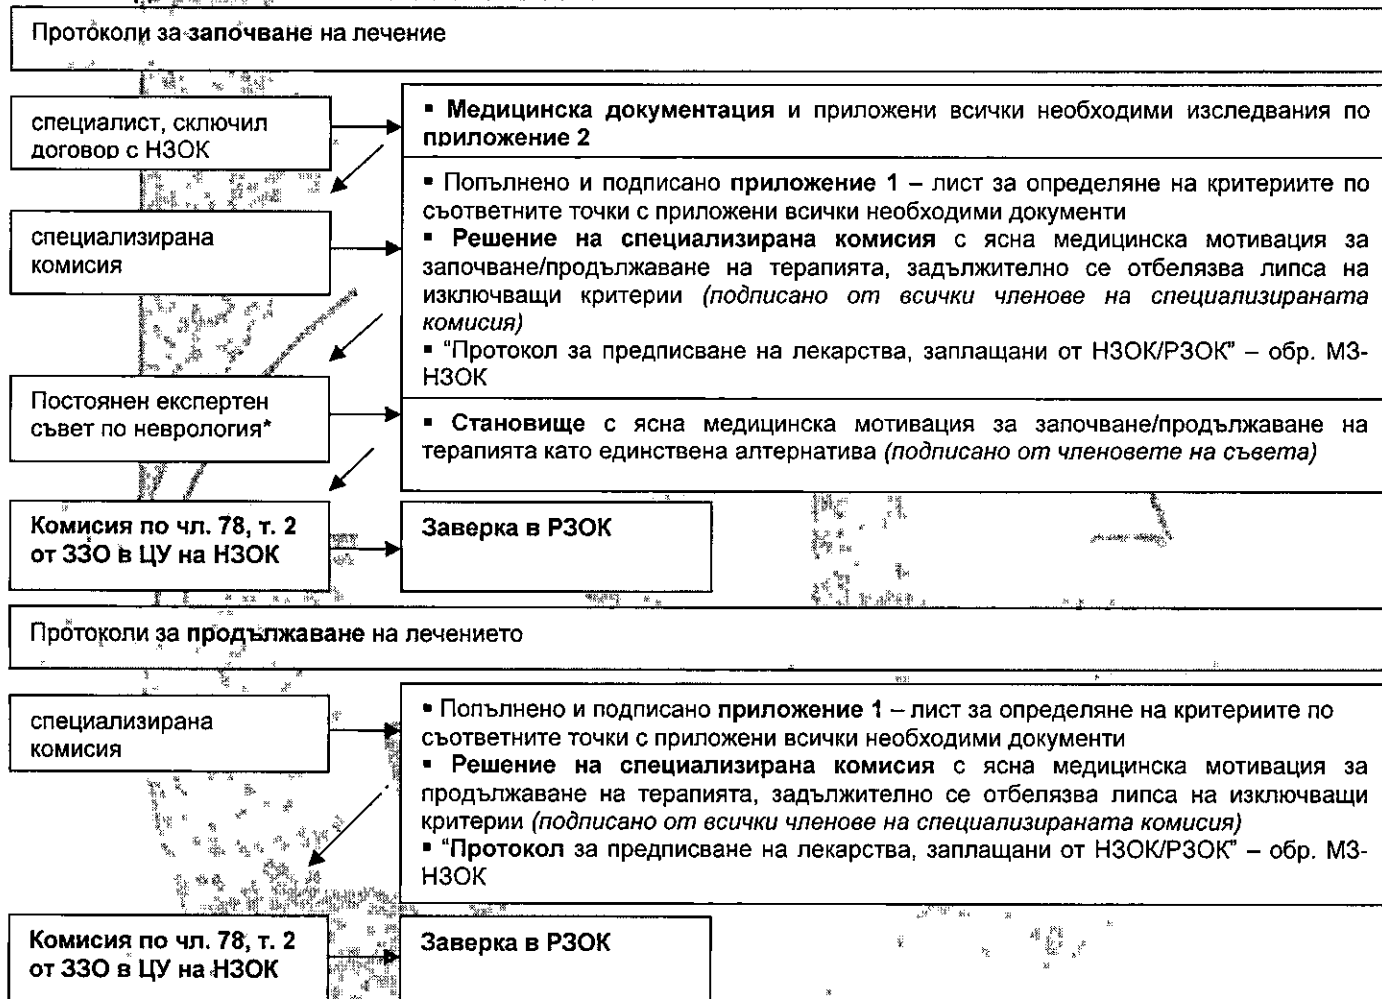 Протоколи за започване на лечение
специалист, сключил
договор с НЗОК
▪ Медицинска документация и приложени всички необходими изследвания по
приложение 2
▪ Попълнено и подписано приложение 1 – лист за определяне на критериите по
съответните точки с приложени всички необходими документи
▪ Решение на специализирана комисия с ясна медицинска мотивация за
започване/продължаване на терапията, задължително се отбелязва липса на
изключващи критерии (подписано от всички членове на специализираната
комисия)
▪ "Протокол за предписване на лекарства, заплащани от НЗОК/РЗОК" – обр. МЗ-
НЗОК
специализирана
комисия
Постоянен експертен
съвет по неврология*
▪ Становище с ясна медицинска мотивация за започване/продължаване на
терапията като единствена алтернатива (подписано от членовете на съвета)
Комисия по чл. 78, т. 2
от ЗЗО в ЦУ на НЗОК
Заверка в РЗОК
Протоколи за продължаване на лечението
специализирана
комисия
▪ Попълнено и подписано приложение 1 – лист за определяне на критериите по
съответните точки с приложени всички необходими документи
▪ Решение на специализирана комисия с ясна медицинска мотивация за
продължаване на терапията, задължително се отбелязва липса на изключващи
критерии (подписано от всички членове на специализираната комисия)
▪ "Протокол за предписване на лекарства, заплащани от НЗОК/РЗОК" – обр. МЗ-
НЗОК
Комисия по чл. 78, т. 2
от ЗЗО в ЦУ на НЗОК
Заверка в РЗОК